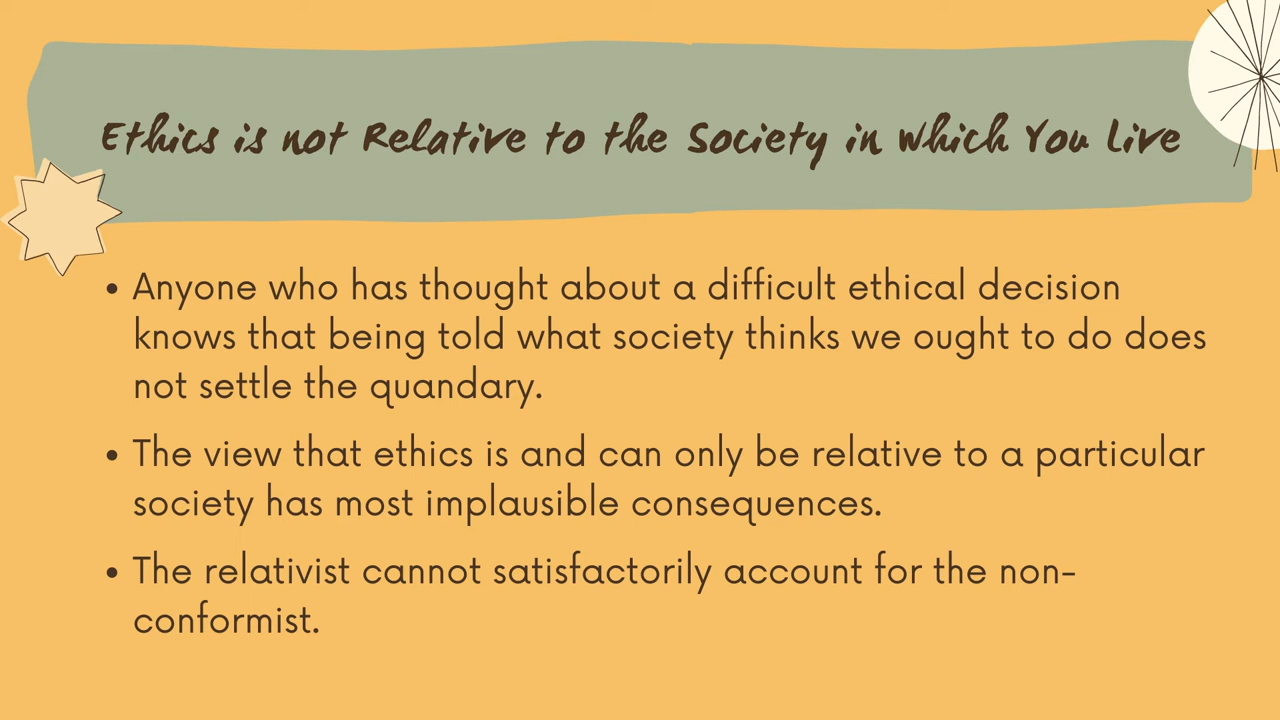 Ethics is not Relative to the Society in Which You Live
• Anyone who has thought about a difficult ethical decision
knows that being told what society thinks we ought to do does
not settle the quandary.
• The view that ethics is and can only be relative to a particular
society has most implausible consequences.
• The relativist cannot satisfactorily account for the non-
conformist.